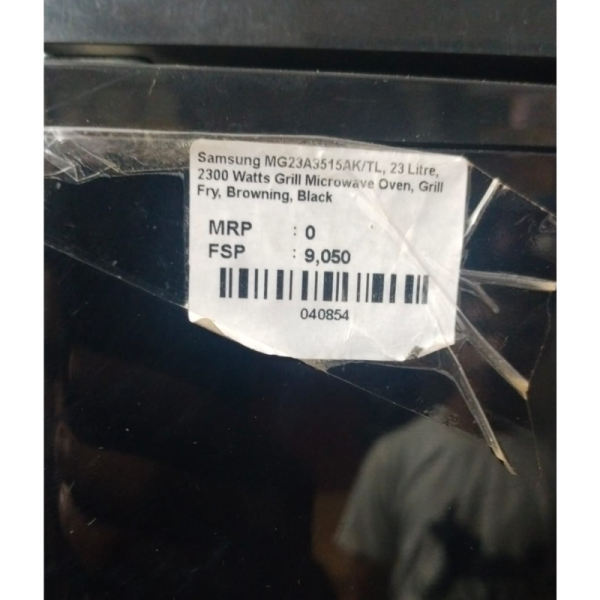 Samsung MG23A3515AK/TL, 23 Litre,
2300 Watts Grill Microwave Oven, Grill
Fry, Browning, Black
MRP : 0
FSP : 9,050
040854